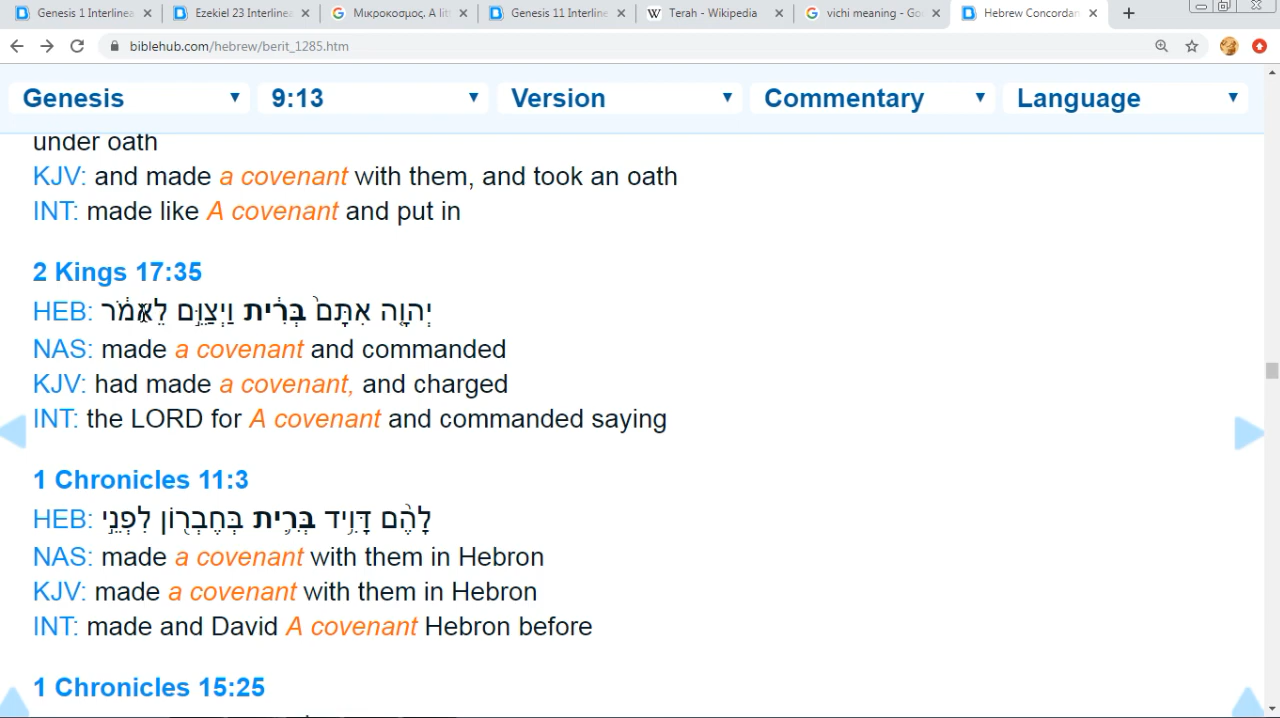 Genesis 1 Interlinea
Ezekiel 23 Interlinea
Μικροκοσμος. A lit
Genesis 11 Interline
W Terah - Wikipedia
vichi meaning - Go
Hebrew Concordan
biblehub.com/hebrew/berit_1285.htm
Genesis 9:13 Version Commentary Language
under oath
KJV: and made a covenant with them, and took an oath
INT: made like A covenant and put in
2 Kings 17:35
HEB: יְהוָ֤ה אִתָּם֙ בְּרִ֔ית וַיְצַוֵּ֣ם לֵאמֹ֔ר
NAS: made a covenant and commanded
KJV: had made a covenant, and charged
INT: the LORD for A covenant and commanded saying
1 Chronicles 11:3
HEB: לָהֶ֨ם דָּוִ֥יד בְּרִ֛ית בְּחֶבְר֖וֹן לִפְנֵ֣י
NAS: made a covenant with them in Hebron
KJV: made a covenant with them in Hebron
INT: made and David A covenant Hebron before
1 Chronicles 15:25